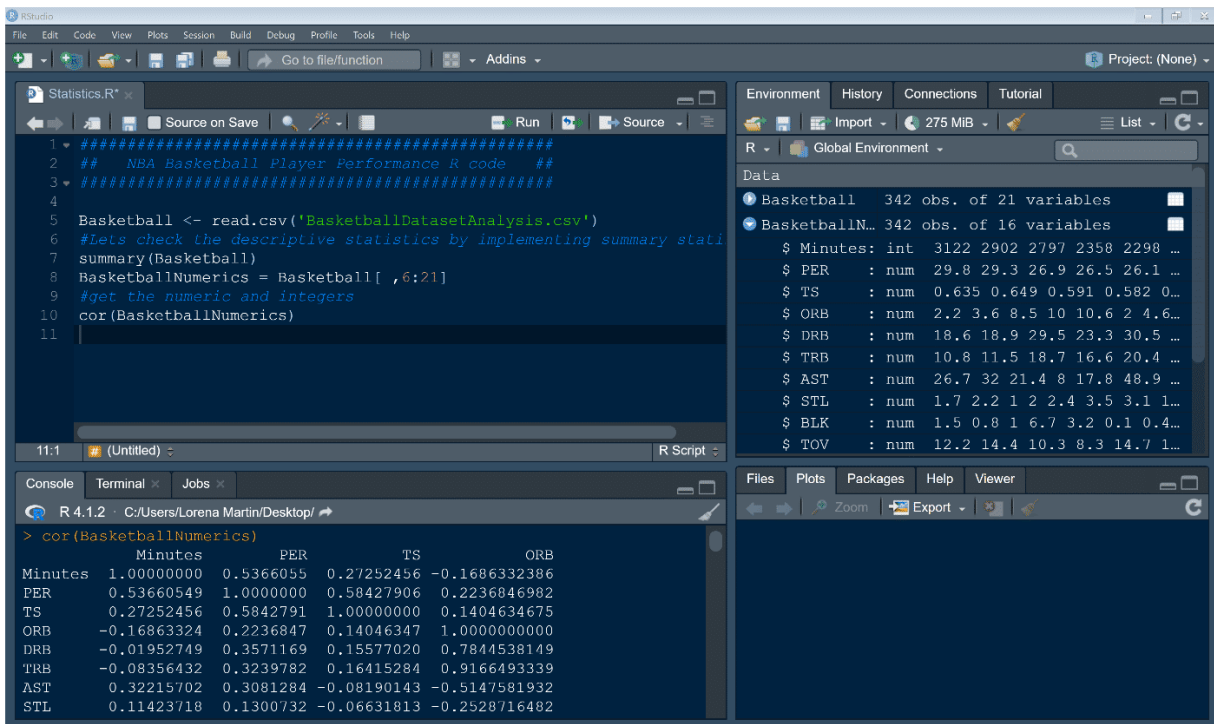 RStudio
File Edit Code View Plots Session Build Debug Profile Tools Help
Go to file/function Addins Project: (None)
Statistics.R*
Source on Save Run Source
1 ##################################################
2 ## NBA Basketball Player Performance R code ##
3 ##################################################
4
5 Basketball <- read.csv('BasketballDatasetAnalysis.csv')
6 #Lets check the descriptive statistics by implementing summary stati
7 summary(Basketball)
8 BasketballNumerics = Basketball[ ,6:21]
9 #get the numeric and integers
10 cor(BasketballNumerics)
11
11:1 # (Untitled) R Script
Console Terminal Jobs
R 4.1.2 · C:/Users/Lorena Martin/Desktop/
> cor(BasketballNumerics)
Minutes PER TS ORB
Minutes 1.00000000 0.5366055 0.27252456 -0.1686332386
PER 0.53660549 1.0000000 0.58427906 0.2236846982
TS 0.27252456 0.5842791 1.00000000 0.1404634675
ORB -0.16863324 0.2236847 0.14046347 1.0000000000
DRB -0.01952749 0.3571169 0.15577020 0.7844538149
TRB -0.08356432 0.3239782 0.16415284 0.9166493339
AST 0.32215702 0.3081284 -0.08190143 -0.5147581932
STL 0.11423718 0.1300732 -0.06631813 -0.2528716482
Environment History Connections Tutorial
Import 275 MiB List
R Global Environment
Data
Basketball 342 obs. of 21 variables
BasketballN… 342 obs. of 16 variables
$ Minutes: int 3122 2902 2797 2358 2298 …
$ PER : num 29.8 29.3 26.9 26.5 26.1 …
$ TS : num 0.635 0.649 0.591 0.582 0…
$ ORB : num 2.2 3.6 8.5 10 10.6 2 4.6…
$ DRB : num 18.6 18.9 29.5 23.3 30.5 …
$ TRB : num 10.8 11.5 18.7 16.6 20.4 …
$ AST : num 26.7 32 21.4 8 17.8 48.9 …
$ STL : num 1.7 2.2 1 2 2.4 3.5 3.1 1…
$ BLK : num 1.5 0.8 1 6.7 3.2 0.1 0.4…
$ TOV : num 12.2 14.4 10.3 8.3 14.7 1…
Files Plots Packages Help Viewer
Zoom Export